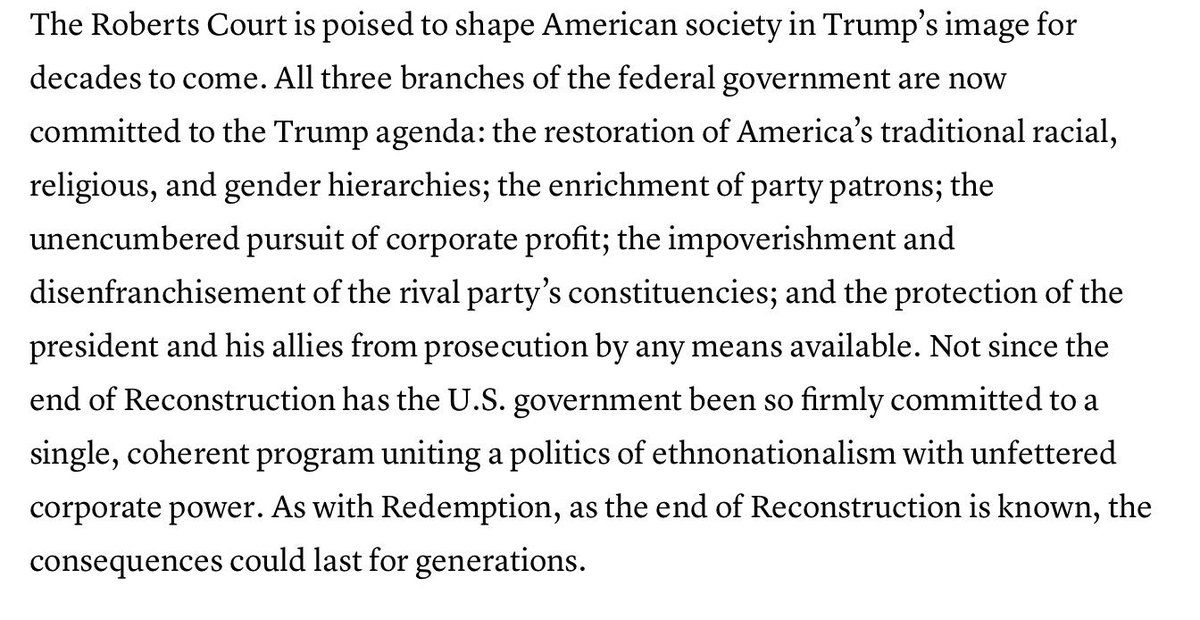 The Roberts Court is poised to shape American society in Trump’s image for
decades to come. All three branches of the federal government are now
committed to the Trump agenda: the restoration of America’s traditional racial,
religious, and gender hierarchies; the enrichment of party patrons; the
unencumbered pursuit of corporate profit; the impoverishment and
disenfranchisement of the rival party’s constituencies; and the protection of the
president and his allies from prosecution by any means available. Not since the
end of Reconstruction has the U.S. government been so firmly committed to a
single, coherent program uniting a politics of ethnonationalism with unfettered
corporate power. As with Redemption, as the end of Reconstruction is known, the
consequences could last for generations.